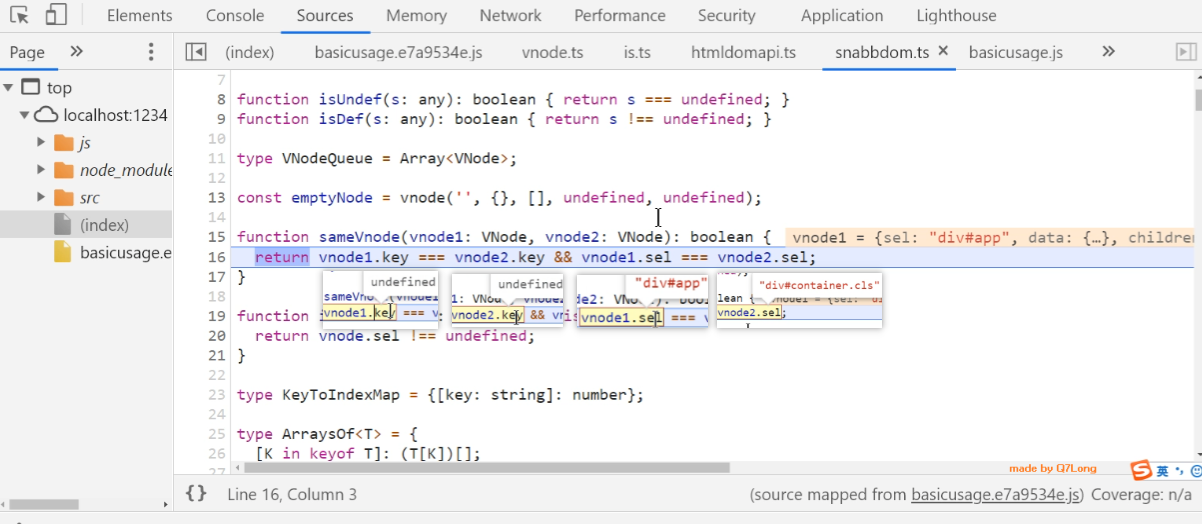 Elements Console Sources Memory Network Performance Security Application Lighthouse
Page (index) basicusage.e7a9534e.js vnode.ts is.ts htmldomapi.ts snabbdom.ts basicusage.js
top
localhost:1234
js
node_module
src
(index)
basicusage.e
7
8 function isUndef(s: any): boolean { return s === undefined; }
9 function isDef(s: any): boolean { return s !== undefined; }
10
11 type VNodeQueue = Array<VNode>;
12
13 const emptyNode = vnode('', {}, [], undefined, undefined);
14
15 function sameVnode(vnode1: VNode, vnode2: VNode): boolean { vnode1 = {sel: "div#app", data: {…}, childre
16 return vnode1.key === vnode2.key && vnode1.sel === vnode2.sel;
17 }
undefined undefined "div#app" "div#container.cls"
18
19 function
vnode1.key === v
vnode2.key && vn
vnode1.sel === v
vnode2.sel;
20 return vnode.sel !== undefined;
21 }
22
23 type KeyToIndexMap = {[key: string]: number};
24
25 type ArraysOf<T> = {
26 [K in keyof T]: (T[K])[];
27
made by Q7Long
英
{} Line 16, Column 3 (source mapped from basicusage.e7a9534e.js) Coverage: n/a